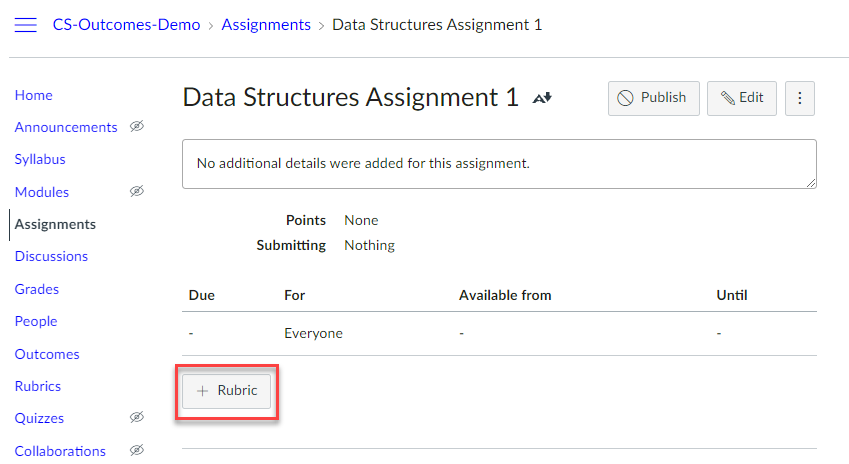 CS-Outcomes-Demo › Assignments › Data Structures Assignment 1
Home
Announcements
Syllabus
Modules
Assignments
Discussions
Grades
People
Outcomes
Rubrics
Quizzes
Collaborations
Data Structures Assignment 1
Publish
Edit
No additional details were added for this assignment.
Points None
Submitting Nothing
Due For Available from Until
- Everyone - -
+ Rubric